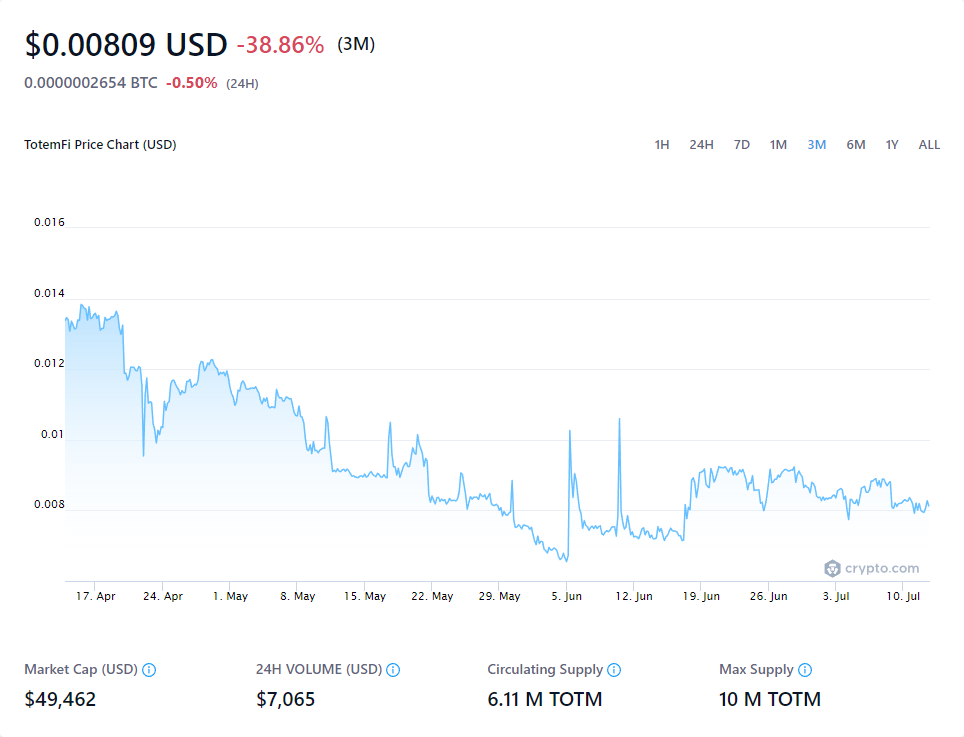 $0.00809 USD -38.86% (3M)
0.0000002654 BTC -0.50% (24H)
TotemFi Price Chart (USD) 1H 24H 7D 1M 3M 6M 1Y ALL
0.016
0.014
0.012
0.01
0.008
crypto.com
17. Apr 24. Apr 1. May 8. May 15. May 22. May 29. May 5. Jun 12. Jun 19. Jun 26. Jun 3. Jul 10. Jul
Market Cap (USD) 24H VOLUME (USD) Circulating Supply Max Supply
$49,462 $7,065 6.11 M TOTM 10 M TOTM